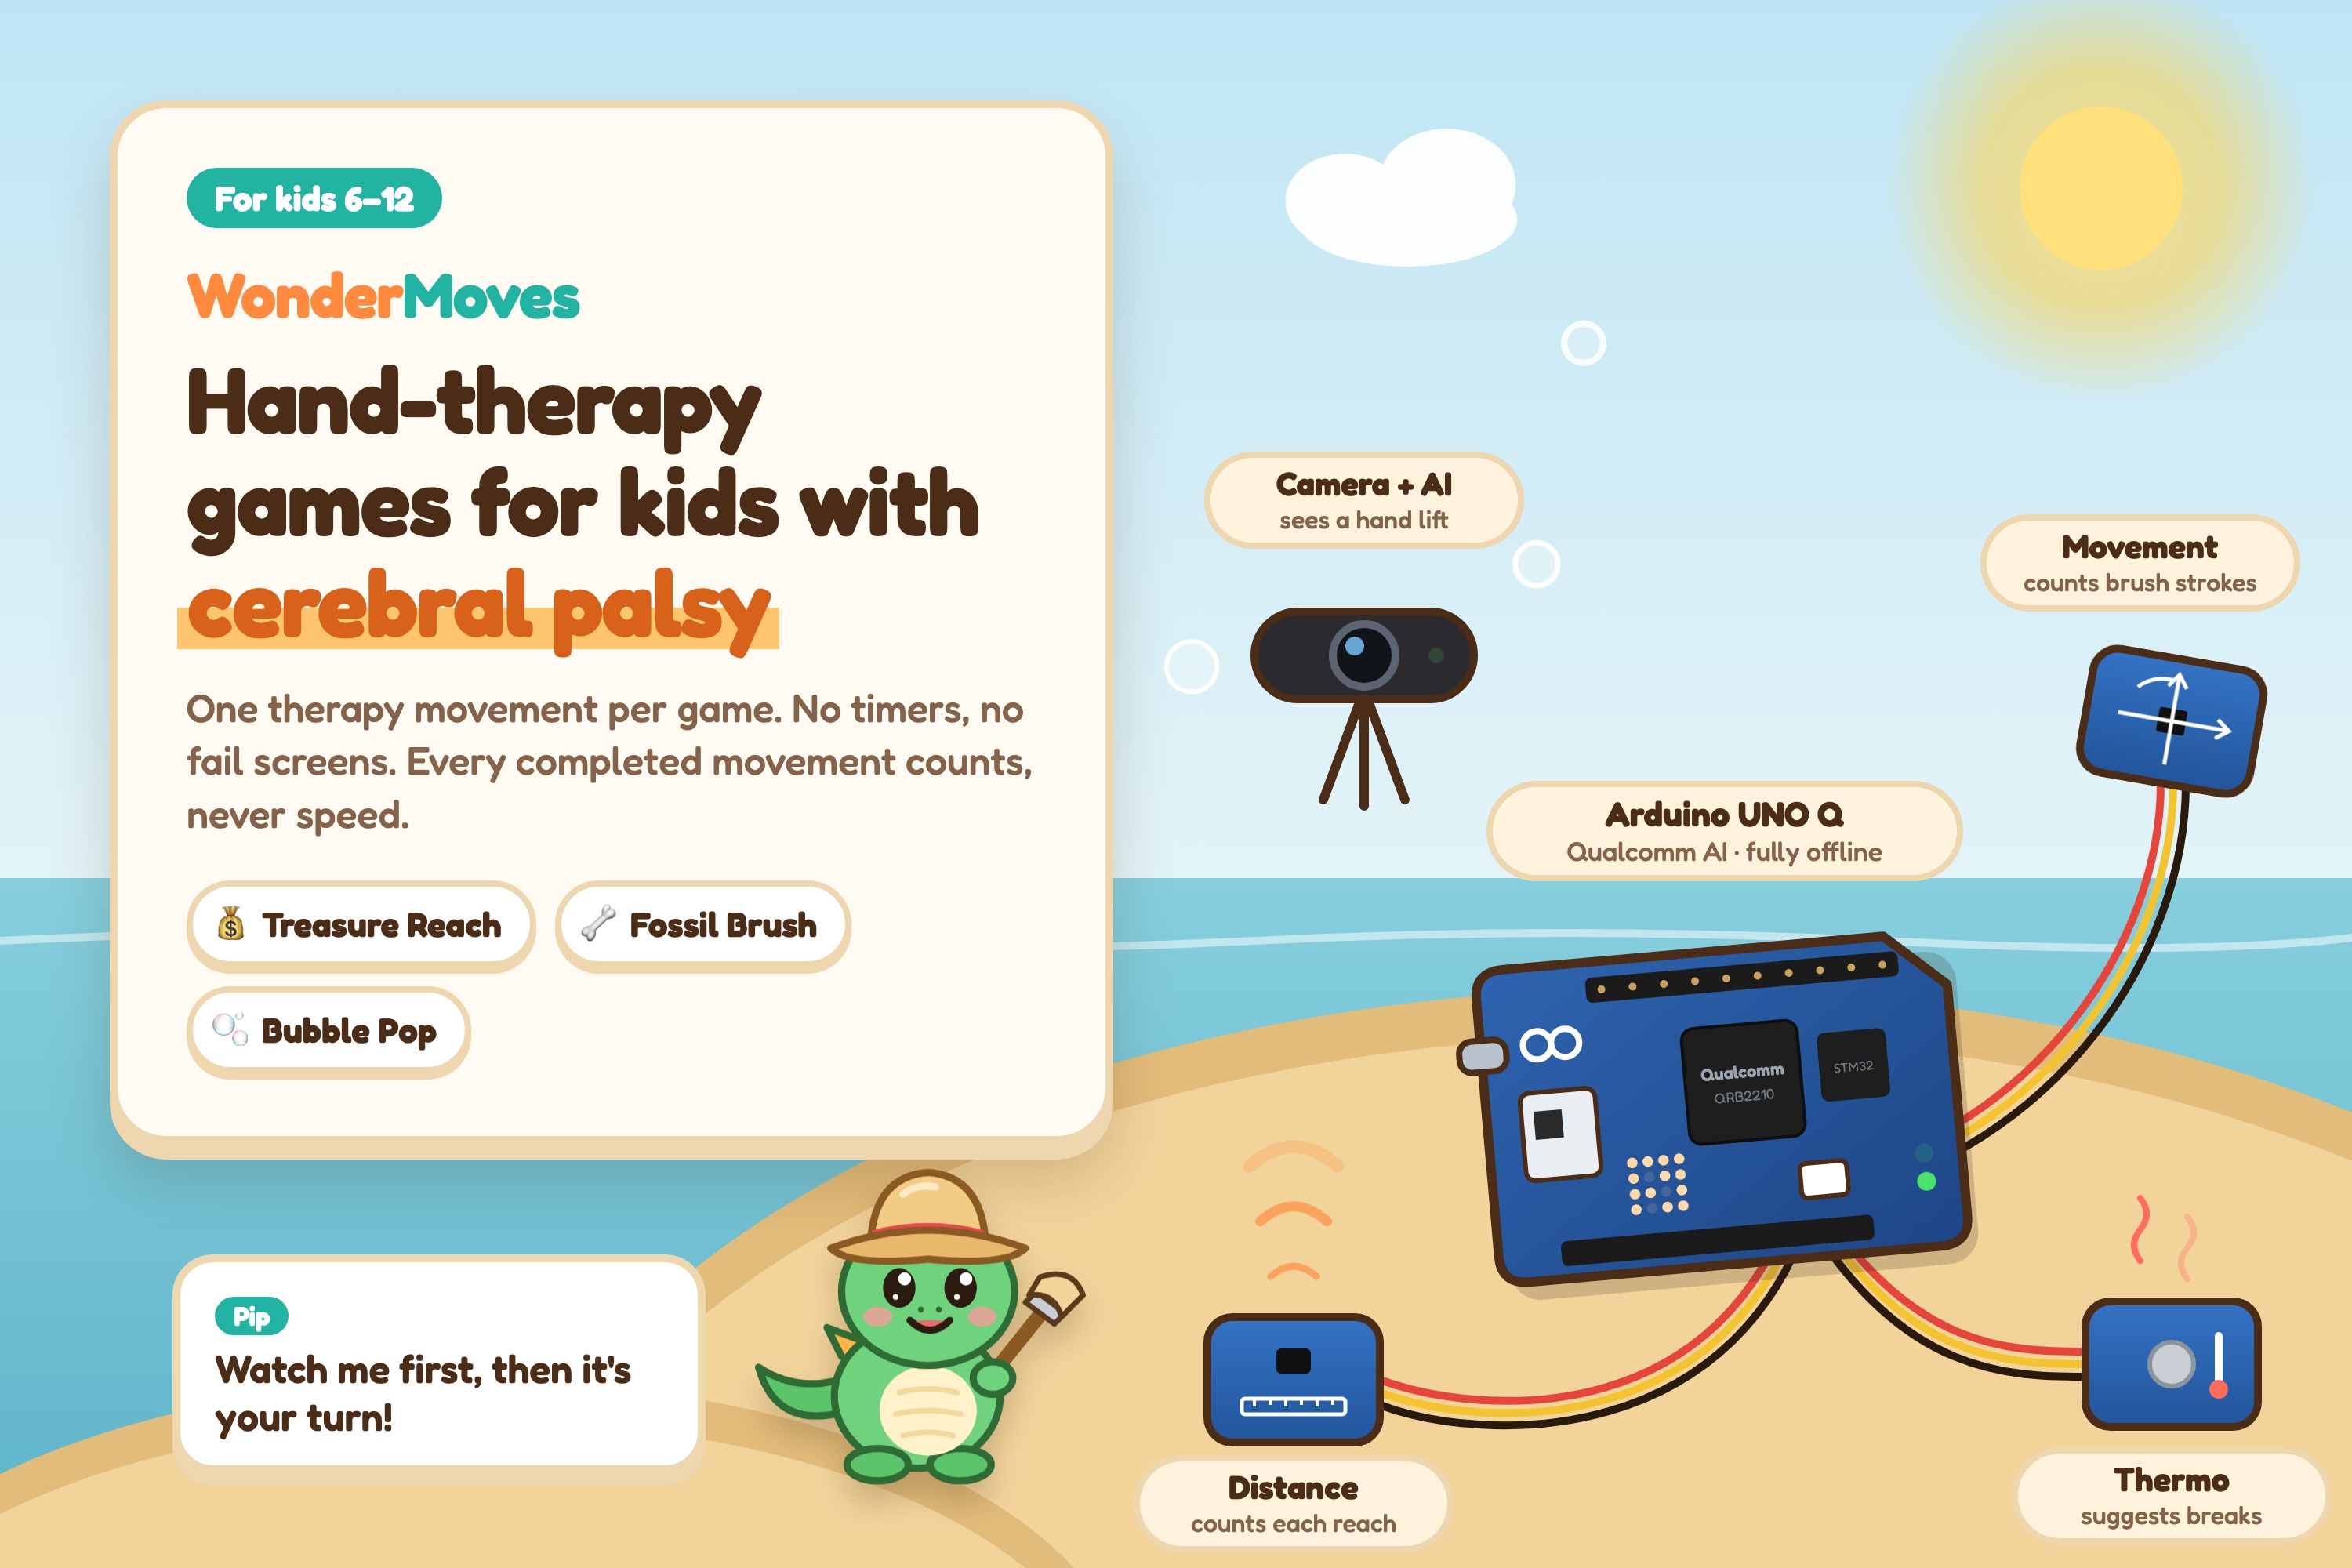 For kids 6–12
WonderMoves
Hand-therapy
games for kids with
cerebral palsy
One therapy movement per game. No timers, no
fail screens. Every completed movement counts,
never speed.
Treasure Reach
Fossil Brush
Bubble Pop
Pip
Watch me first, then it's
your turn!
Camera + AI
sees a hand lift
Movement
counts brush strokes
Arduino UNO Q
Qualcomm AI · fully offline
Qualcomm
QRB2210
STM32
Distance
counts each reach
Thermo
suggests breaks